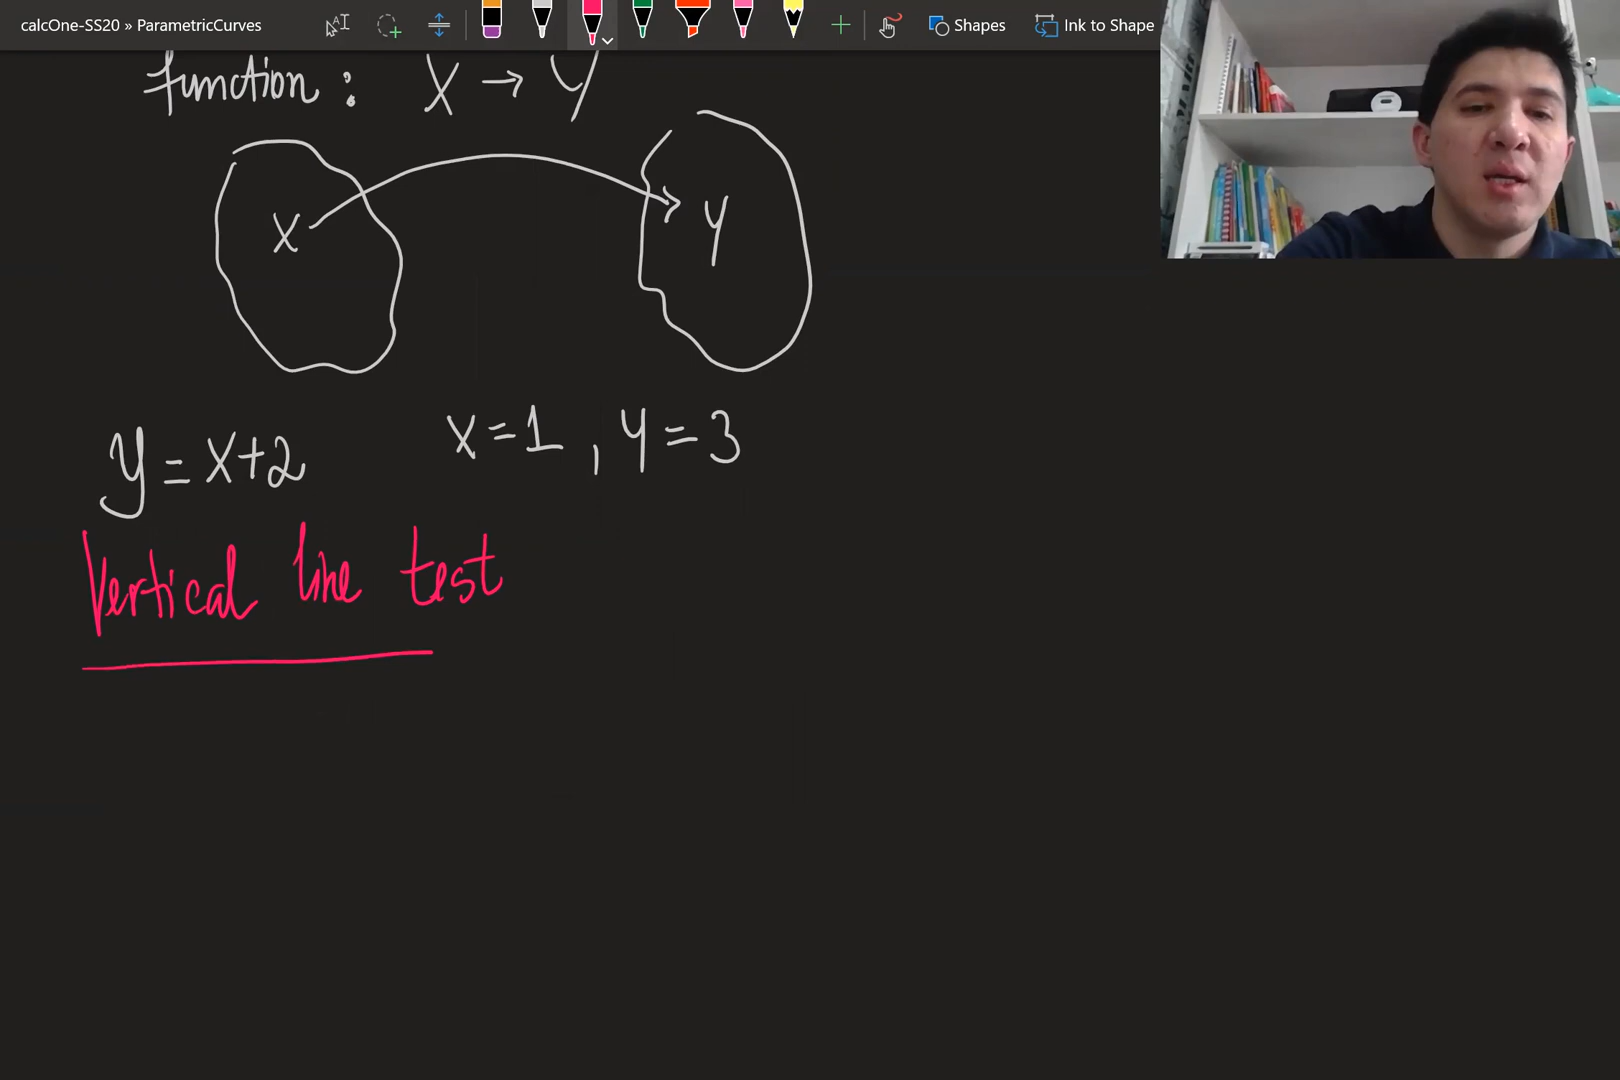 calcOne-SS20 » ParametricCurves
Shapes
Ink to Shape
function : X → Y
X
y
y = x+2
x=1 , y=3
Vertical line test